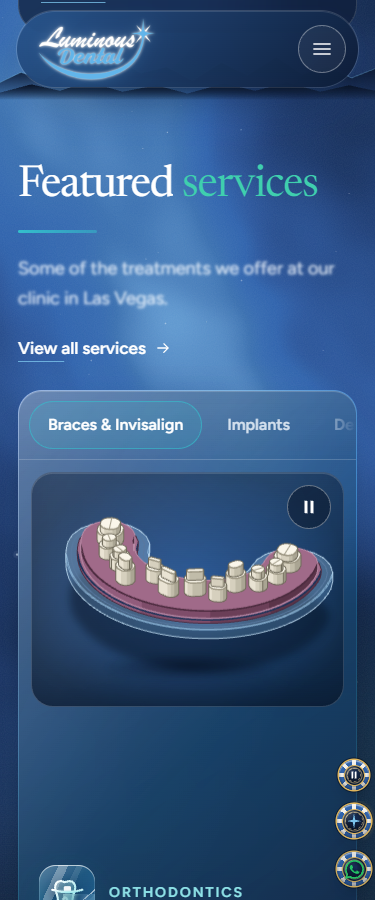 Luminous
Dental
Featured services
Some of the treatments we offer at our
clinic in Las Vegas.
View all services →
Braces & Invisalign
Implants
De
ORTHODONTICS